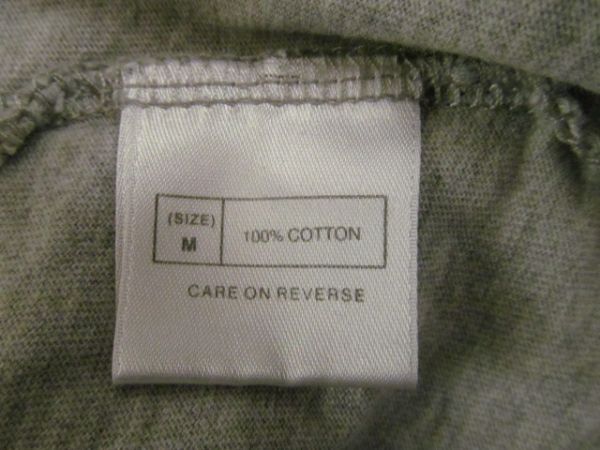 (SIZE)
M
100% COTTON
CARE ON REVERSE